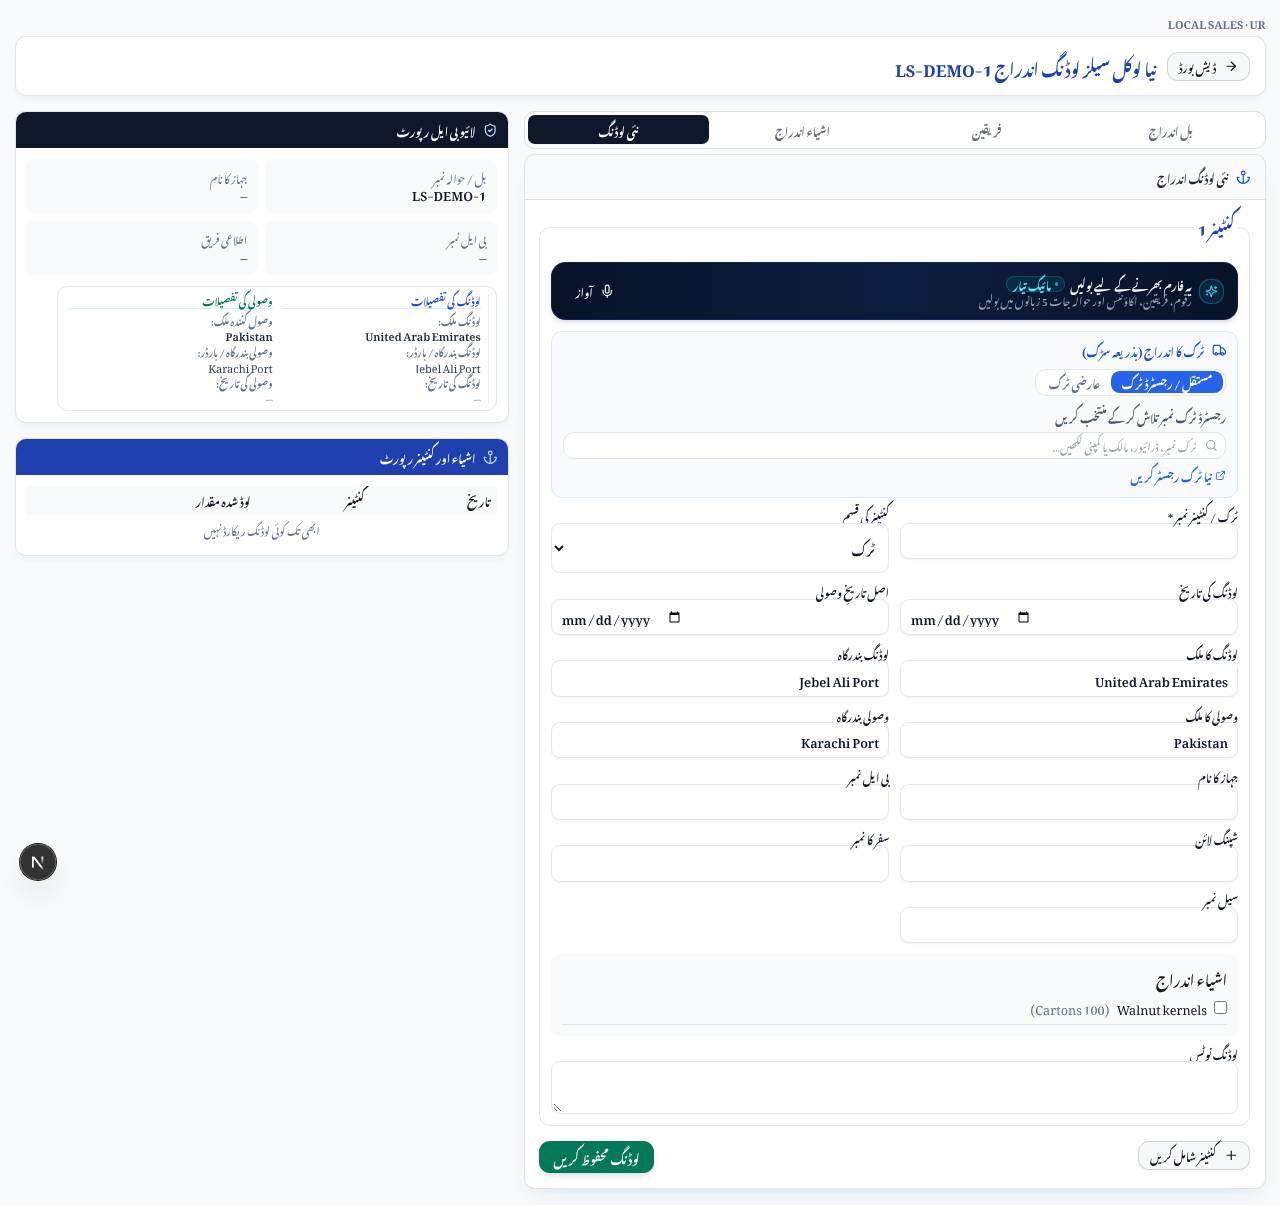 LOCAL SALES · UR
ڈیش بورڈ
نیا لوکل سیلز لوڈنگ اندراج LS-DEMO-1
بل اندراج
فریقین
اشیاء اندراج
نئی لوڈنگ
نئی لوڈنگ اندراج
کنٹینر 1
یہ فارم بھرنے کے لیے بولیں
مائیک تیار
رقوم، فریقین، اکاؤنٹس اور حوالہ جات 5 زبانوں میں بولیں
آواز
ٹرک کا اندراج (بذریعہ سڑک)
مستقل / رجسٹرڈ ٹرک
عارضی ٹرک
رجسٹرڈ ٹرک نمبر تلاش کر کے منتخب کریں
ٹرک نمبر، ڈرائیور، مالک یا کمپنی لکھیں...
نیا ٹرک رجسٹر کریں
ٹرک / کنٹینر نمبر *
کنٹینر کی قسم
ٹرک
لوڈنگ کی تاریخ
اصل تاریخ وصولی
mm/dd/yyyy
mm/dd/yyyy
لوڈنگ کا ملک
لوڈنگ بندرگاہ
United Arab Emirates
Jebel Ali Port
وصولی کا ملک
وصولی بندرگاہ
Pakistan
Karachi Port
جہاز کا نام
بی ایل نمبر
شپنگ لائن
سفر کا نمبر
سیل نمبر
اشیاء اندراج
Walnut kernels (Cartons 100)
لوڈنگ نوٹس
کنٹینر شامل کریں
لوڈنگ محفوظ کریں
لائیو بی ایل رپورٹ
بل / حوالہ نمبر
LS-DEMO-1
جہاز کا نام
—
بی ایل نمبر
—
اطلاعی فریق
—
لوڈنگ کی تفصیلات
لوڈنگ ملک:
United Arab Emirates
لوڈنگ بندرگاہ / بارڈر:
Jebel Ali Port
لوڈنگ کی تاریخ:
—
وصولی کی تفصیلات
وصول کنندہ ملک:
Pakistan
وصولی بندرگاہ / بارڈر:
Karachi Port
وصولی کی تاریخ:
—
اشیاء اور کنٹینر رپورٹ
تاریخ
کنٹینر
لوڈ شدہ مقدار
ابھی تک کوئی لوڈنگ ریکارڈ نہیں
N